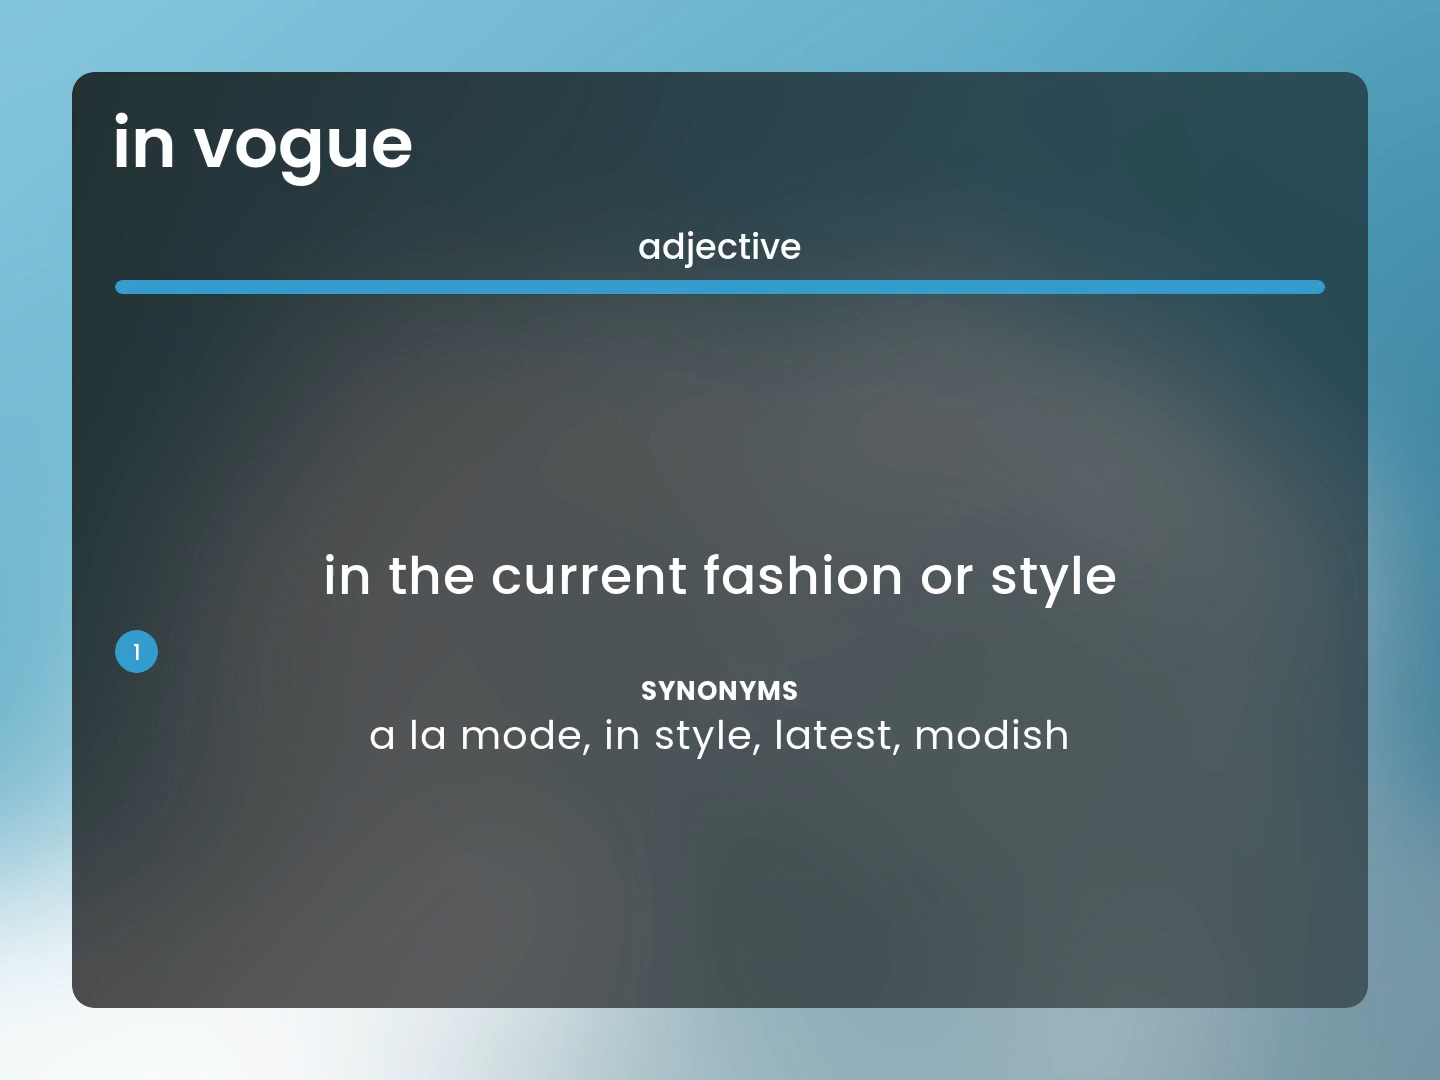 in vogue
adjective
in the current fashion or style
1
SYNONYMS
a la mode, in style, latest, modish